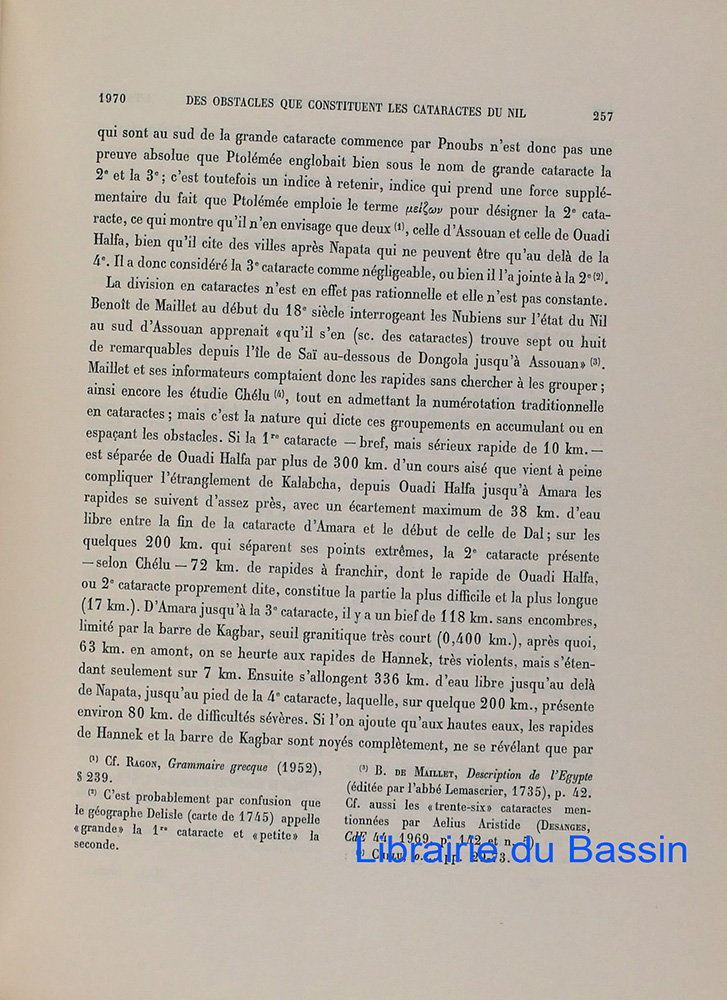 1970 DES OBSTACLES QUE CONSTITUENT LES CATARACTES DU NIL 257
qui sont au sud de la grande cataracte commence par Pnoubs n'est donc pas une
preuve absolue que Ptolémée englobait bien sous le nom de grande cataracte la
2e et la 3e; c'est toutefois un indice à retenir, indice qui prend une force supplé-
mentaire du fait que Ptolémée emploie le terme μείζων pour désigner la 2e cata-
racte, ce qui montre qu'il n'en envisage que deux (1), celle d'Assouan et celle de Ouadi
Halfa, bien qu'il cite des villes après Napata qui ne peuvent être qu'au delà de la
4e. Il a donc considéré la 3e cataracte comme négligeable, ou bien il l'a jointe à la 2e (2).
La division en cataractes n'est en effet pas rationnelle et elle n'est pas constante.
Benoît de Maillet au début du 18e siècle interrogeant les Nubiens sur l'état du Nil
au sud d'Assouan apprenait «qu'il s'en (sc. des cataractes) trouve sept ou huit
de remarquables depuis l'île de Saï au-dessous de Dongola jusqu'à Assouan» (3).
Maillet et ses informateurs comptaient donc les rapides sans chercher à les grouper;
ainsi encore les étudie Chélu (4), tout en admettant la numérotation traditionnelle
en cataractes; mais c'est la nature qui dicte ces groupements en accumulant ou en
espaçant les obstacles. Si la 1re cataracte — bref, mais sérieux rapide de 10 km. —
est séparée de Ouadi Halfa par plus de 300 km. d'un cours aisé que vient à peine
compliquer l'étranglement de Kalabcha, depuis Ouadi Halfa jusqu'à Amara les
rapides se suivent d'assez près, avec un écartement maximum de 38 km. d'eau
libre entre la fin de la cataracte d'Amara et le début de celle de Dal; sur les
quelques 200 km. qui séparent ses points extrêmes, la 2e cataracte présente
— selon Chélu — 72 km. de rapides à franchir, dont le rapide de Ouadi Halfa,
ou 2e cataracte proprement dite, constitue la partie la plus difficile et la plus longue
(17 km.). D'Amara jusqu'à la 3e cataracte, il y a un bief de 118 km. sans encombres,
limité par la barre de Kagbar, seuil granitique très court (0,400 km.), après quoi,
63 km. en amont, on se heurte aux rapides de Hannek, très violents, mais s'éten-
dant seulement sur 7 km. Ensuite s'allongent 336 km. d'eau libre jusqu'au delà
de Napata, jusqu'au pied de la 4e cataracte, laquelle, sur quelque 200 km., présente
environ 80 km. de difficultés sévères. Si l'on ajoute qu'aux hautes eaux, les rapides
de Hannek et la barre de Kagbar sont noyés complètement, ne se révélant que par
(1) Cf. RAGON, Grammaire grecque (1952),
§ 239.
(2) C'est probablement par confusion que
le géographe Delisle (carte de 1745) appelle
«grande» la 1re cataracte et «petite» la
seconde.
(3) B. DE MAILLET, Description de l'Egypte
(éditée par l'abbé Lemascrier, 1735), p. 42.
Cf. aussi les «trente-six» cataractes men-
tionnées par Aelius Aristide (DESANGES,
CdE 44, 1969, p. 142 et n.
Librairie du Bassin